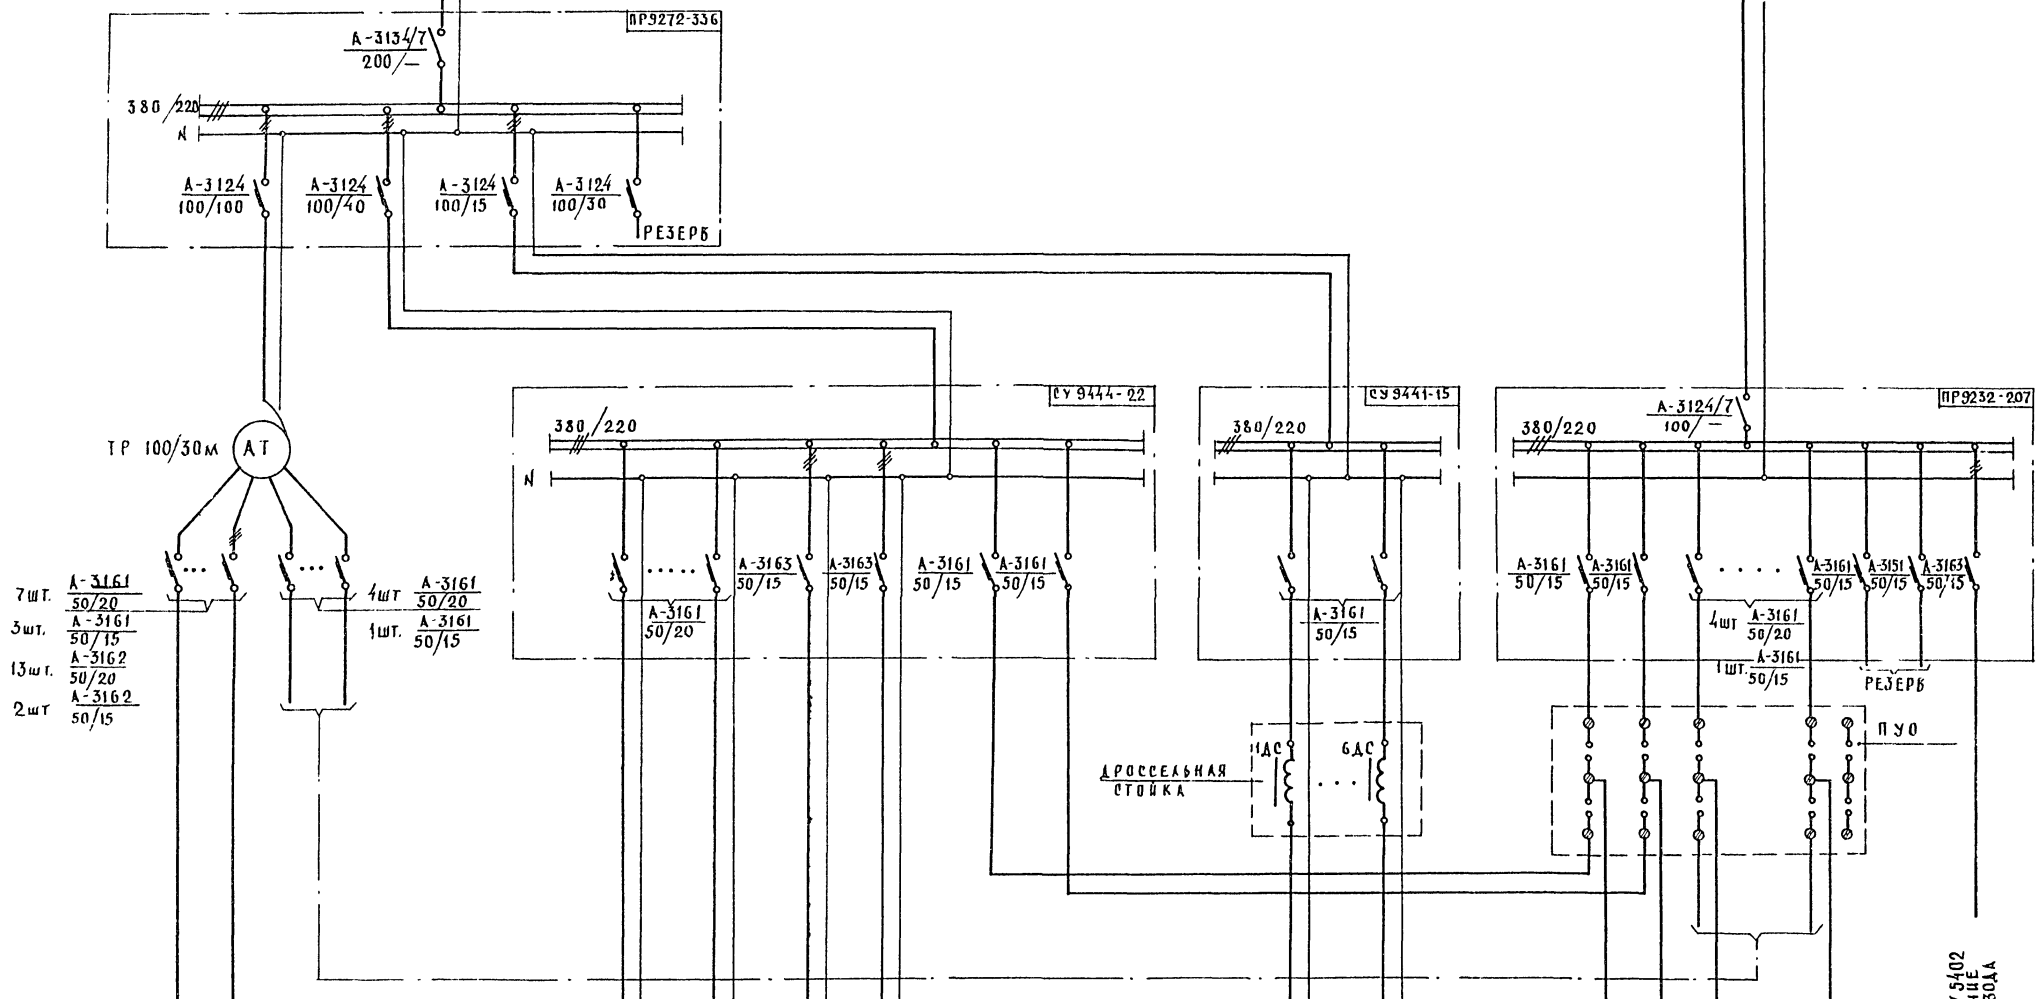 ПР9272-336
А-3134/7
200/—
380/220
N
А-3124
100/100
А-3124
100/40
А-3124
100/15
А-3124
100/30
РЕЗЕРВ
ТР 100/30м
АТ
7шт. А-3161
50/20
3шт. А-3161
50/15
13шт. А-3162
50/20
2шт А-3162
50/15
4шт А-3161
50/20
1шт. А-3161
50/15
СУ 9444-22
380/220
N
А-3161
50/20
А-3163
50/15
А-3163
50/15
А-3161
50/15
А-3161
50/15
СУ9441-15
380/220
А-3161
50/15
ДРОССЕЛЬНАЯ
СТОЙКА
1ДС
6ДС
ПР9232-207
А-3124/7
100/—
380/220
А-3161
50/15
А-3161
50/15
4шт А-3161
50/20
1шт. А-3161
50/15
А-3161
50/15
А-3151
50/15
А-3163
50/15
РЕЗЕРВ
ПУО
5402